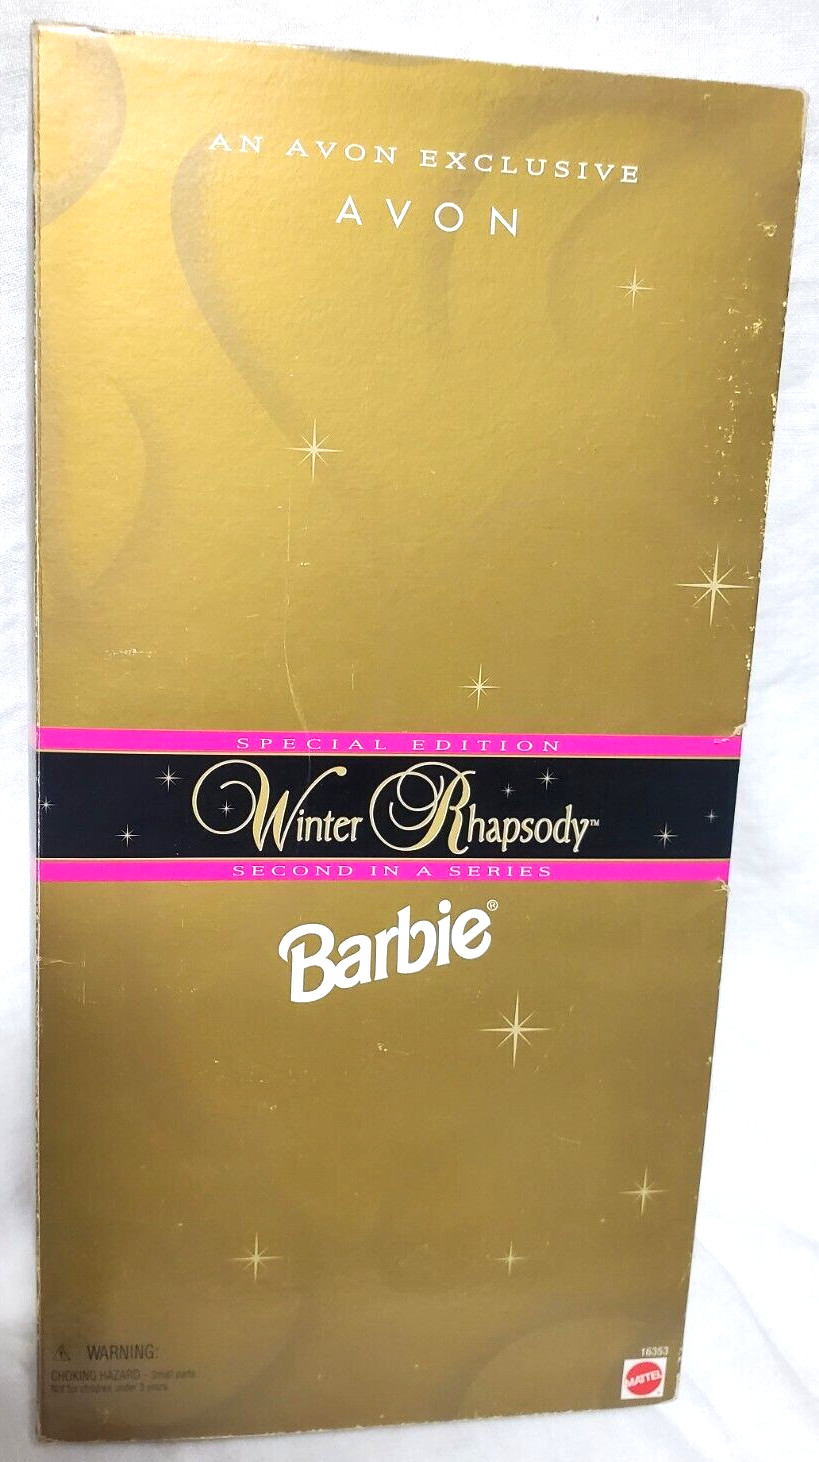 AN AVON EXCLUSIVE
AVON
SPECIAL EDITION
Winter Rhapsody™
SECOND IN A SERIES
Barbie®
⚠ WARNING:
CHOKING HAZARD - Small parts
Not for children under 3 years
16353
MATTEL